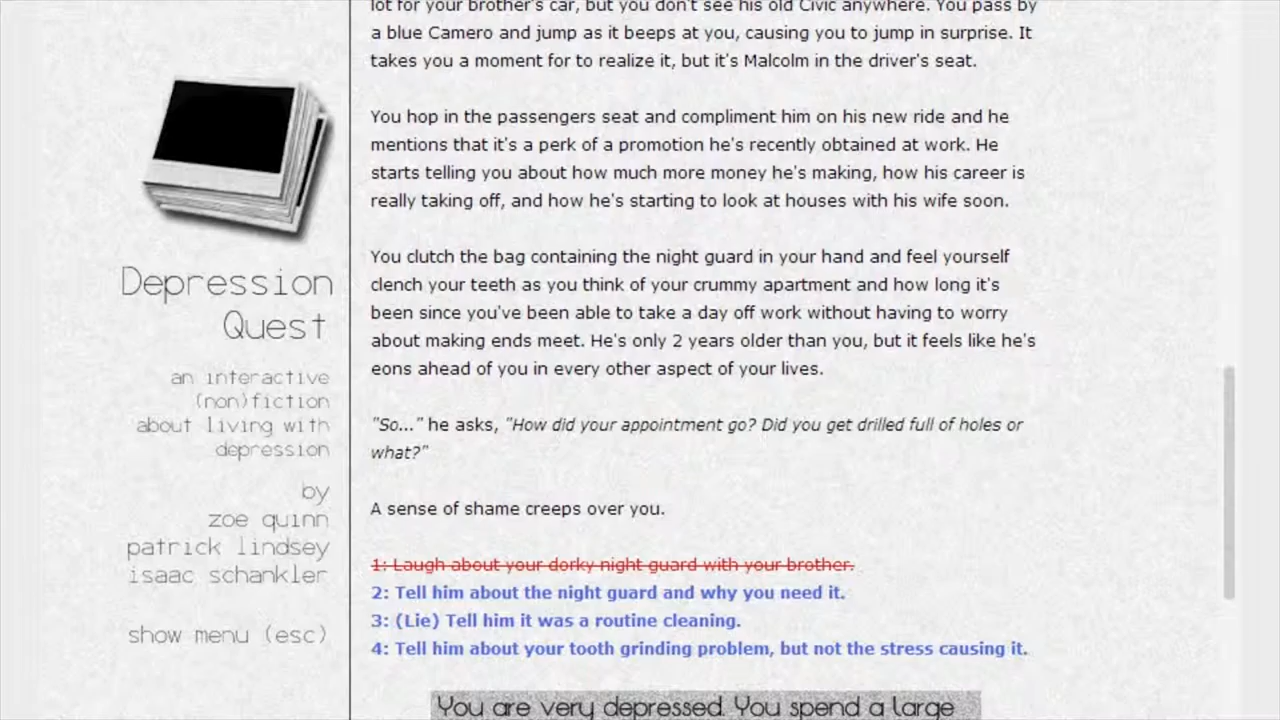 Depression
Quest
an interactive
(non)fiction
about living with
depression
by
zoe quinn
patrick lindsey
isaac schankler
show menu (esc)
lot for your brother's car, but you don't see his old Civic anywhere. You pass by
a blue Camero and jump as it beeps at you, causing you to jump in surprise. It
takes you a moment for to realize it, but it's Malcolm in the driver's seat.
You hop in the passengers seat and compliment him on his new ride and he
mentions that it's a perk of a promotion he's recently obtained at work. He
starts telling you about how much more money he's making, how his career is
really taking off, and how he's starting to look at houses with his wife soon.
You clutch the bag containing the night guard in your hand and feel yourself
clench your teeth as you think of your crummy apartment and how long it's
been since you've been able to take a day off work without having to worry
about making ends meet. He's only 2 years older than you, but it feels like he's
eons ahead of you in every other aspect of your lives.
"So..." he asks, "How did your appointment go? Did you get drilled full of holes or
what?"
A sense of shame creeps over you.
1: Laugh about your dorky night guard with your brother.
2: Tell him about the night guard and why you need it.
3: (Lie) Tell him it was a routine cleaning.
4: Tell him about your tooth grinding problem, but not the stress causing it.
You are very depressed. You spend a large